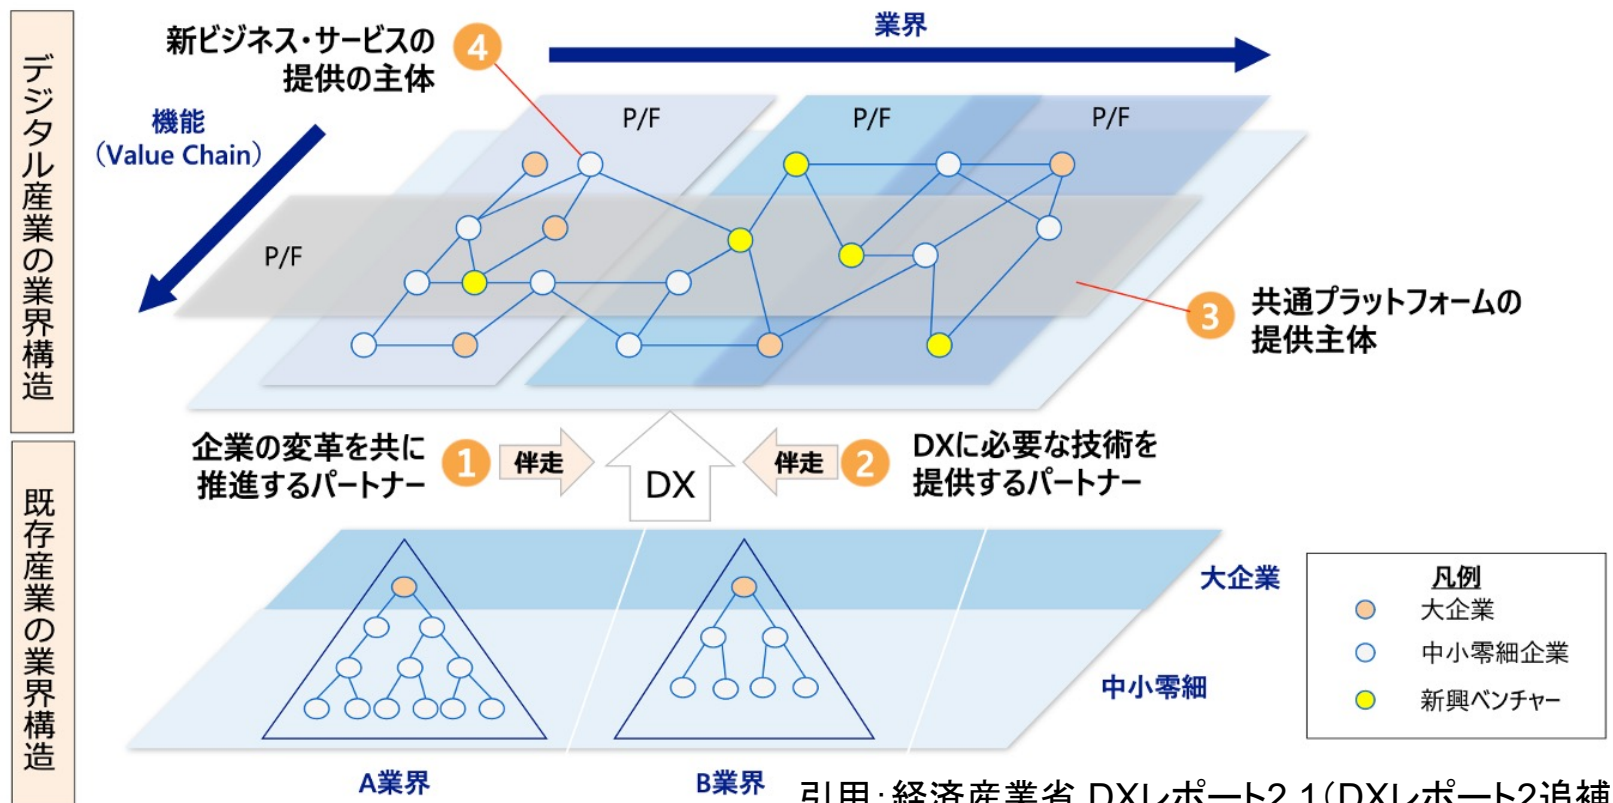 デジタル産業の業界構造
新ビジネス・サービスの
提供の主体
4
業界
機能
（Value Chain）
P/F
P/F
P/F
P/F
3
共通プラットフォームの
提供主体
企業の変革を共に
推進するパートナー
1
伴走
DX
伴走
2
DXに必要な技術を
提供するパートナー
既存産業の業界構造
大企業
中小零細
A業界
B業界
凡例
大企業
中小零細企業
新興ベンチャー
引用：経済産業省 DXレポート2.1（DXレポート2追補